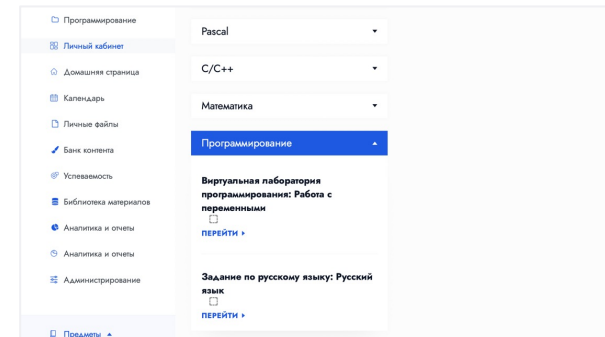 Программирование
Личный кабинет
Домашняя страница
Календарь
Личные файлы
Банк контента
Успеваемость
Библиотека материалов
Аналитика и отчеты
Аналитика и отчеты
Администрирование
Предметы
Pascal
C/C++
Математика
Программирование
Виртуальная лаборатория
программирования: Работа с
переменными
ПЕРЕЙТИ
Задание по русскому языку: Русский
язык
ПЕРЕЙТИ